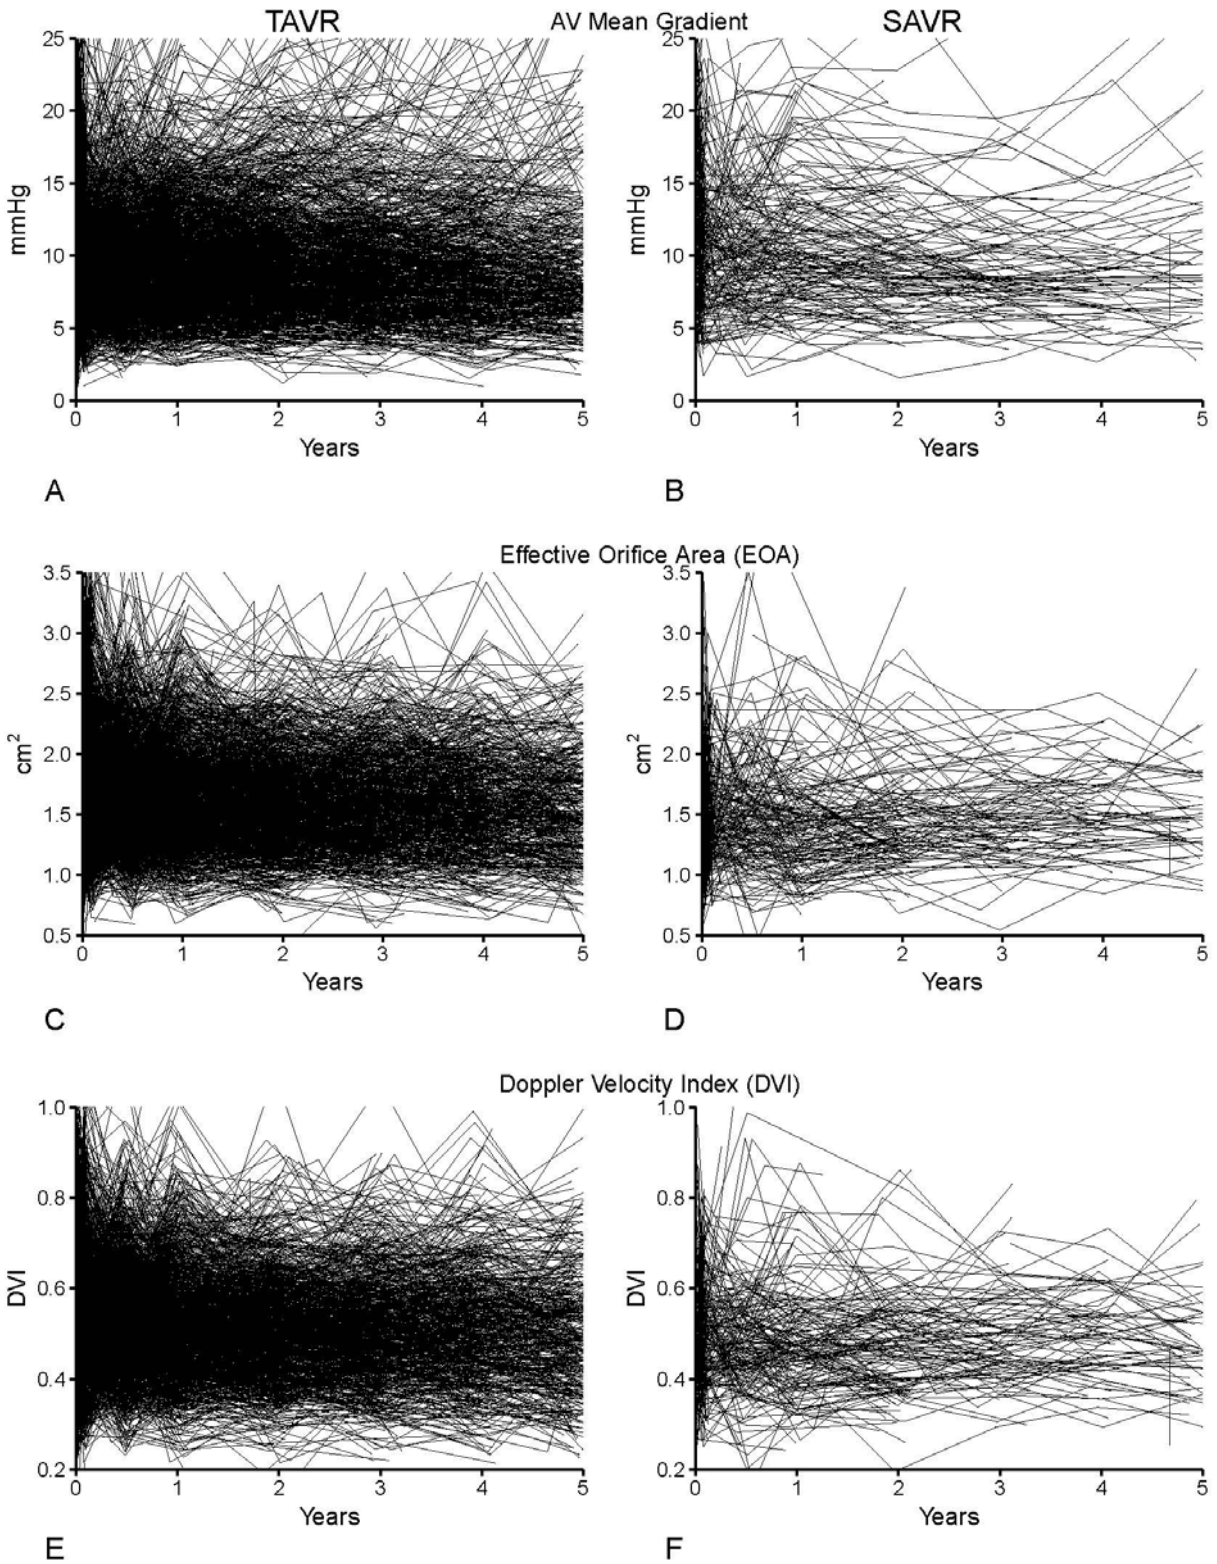 TAVR AV Mean Gradient SAVR
25 25
20 20
15 15
mmHg mmHg
10 10
5 5
0 0
0 1 2 3 4 5 0 1 2 3 4 5
Years Years
A B
Effective Orifice Area (EOA)
3.5 3.5
3.0 3.0
2.5 2.5
cm² 2.0 cm² 2.0
1.5 1.5
1.0 1.0
0.5 0.5
0 1 2 3 4 5 0 1 2 3 4 5
Years Years
C D
Doppler Velocity Index (DVI)
1.0 1.0
0.8 0.8
DVI 0.6 DVI 0.6
0.4 0.4
0.2 0.2
0 1 2 3 4 5 0 1 2 3 4 5
Years Years
E F